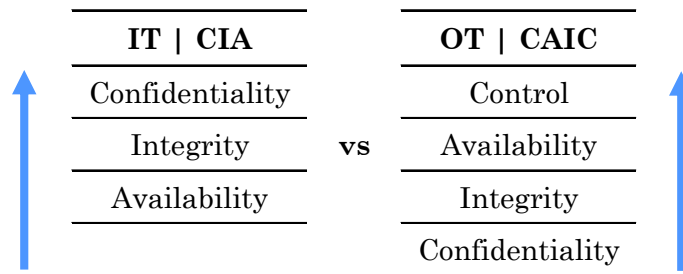 IT | CIA
Confidentiality
Integrity
Availability
vs
OT | CAIC
Control
Availability
Integrity
Confidentiality